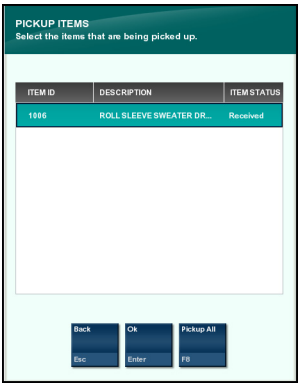 PICKUP ITEMS
Select the items that are being picked up.
ITEM ID DESCRIPTION ITEM STATUS
1006 ROLL SLEEVE SWEATER DR... Received
Back Ok Pickup All
Esc Enter F8